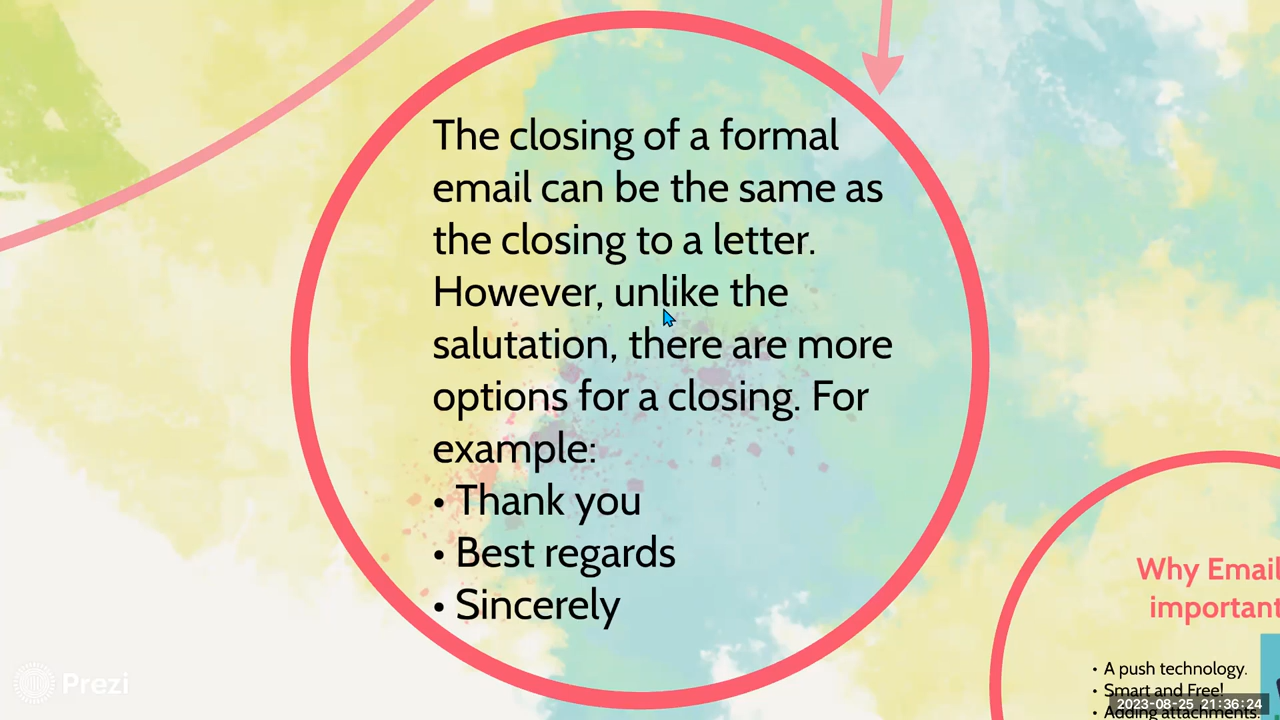 The closing of a formal
email can be the same as
the closing to a letter.
However, unlike the
salutation, there are more
options for a closing. For
example:
• Thank you
• Best regards
• Sincerely
Why Email
important
• A push technology.
• Smart and Free!
• Adding attachments.
2023-08-25 21:36:24
Prezi